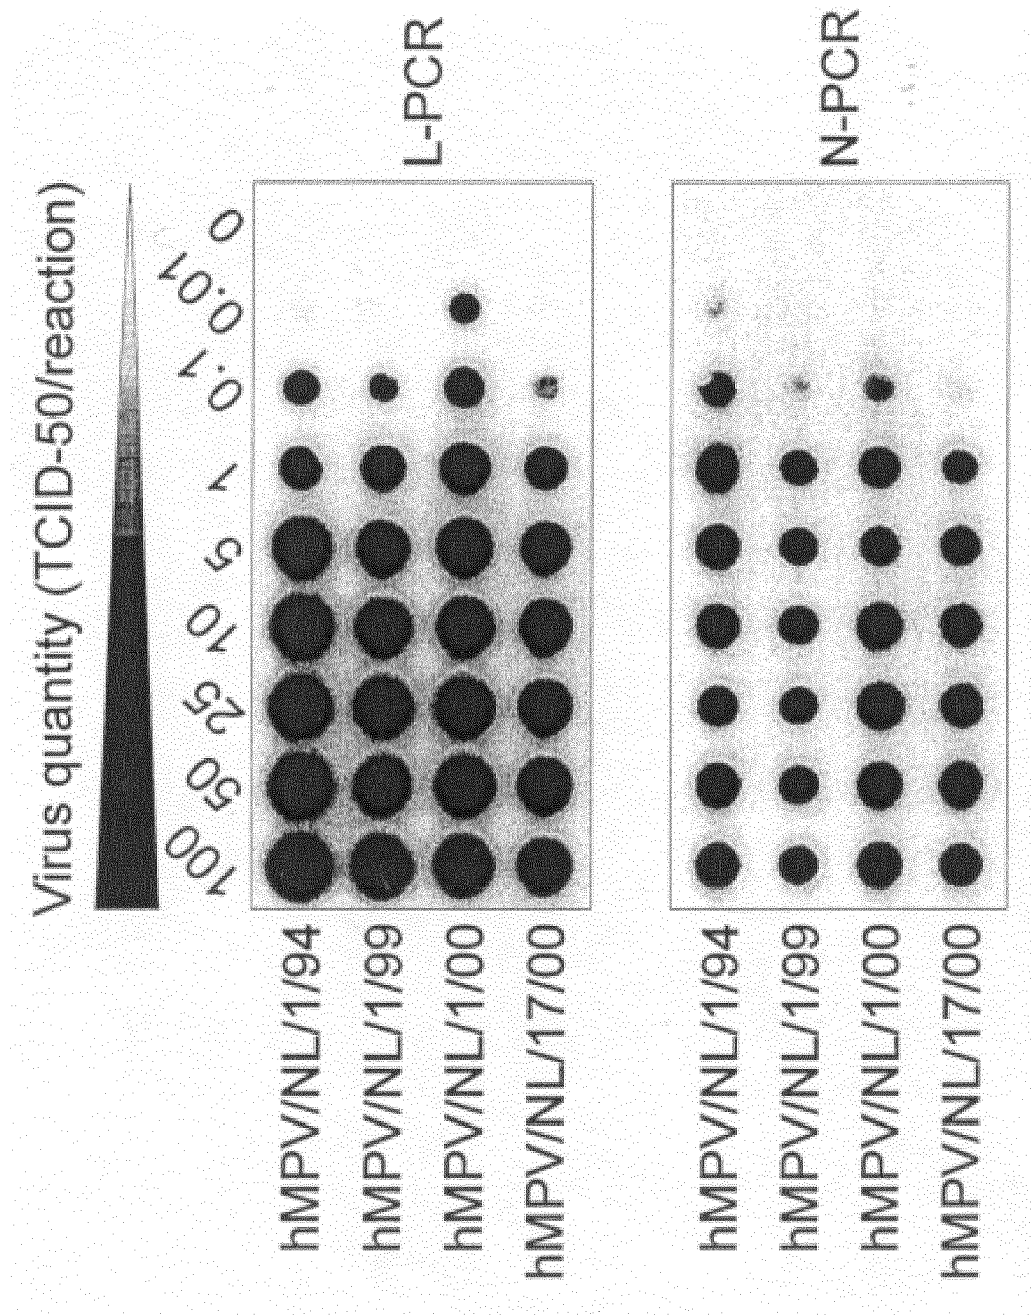 Virus quantity (TCID-50/reaction)
100 50 25 10 5 1 0.1 0.01 0
hMPV/NL/1/94
hMPV/NL/1/99
hMPV/NL/1/00
hMPV/NL/17/00
L-PCR
hMPV/NL/1/94
hMPV/NL/1/99
hMPV/NL/1/00
hMPV/NL/17/00
N-PCR